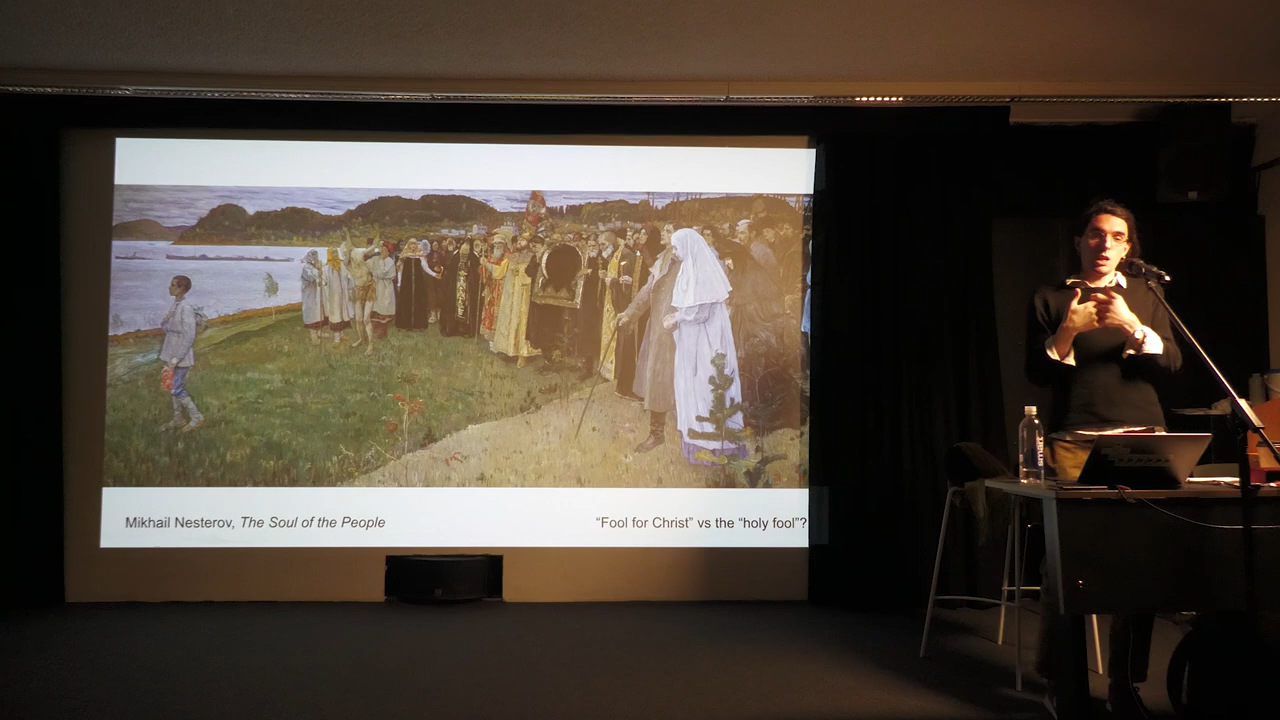 Mikhail Nesterov, The Soul of the People
“Fool for Christ” vs the “holy fool”?